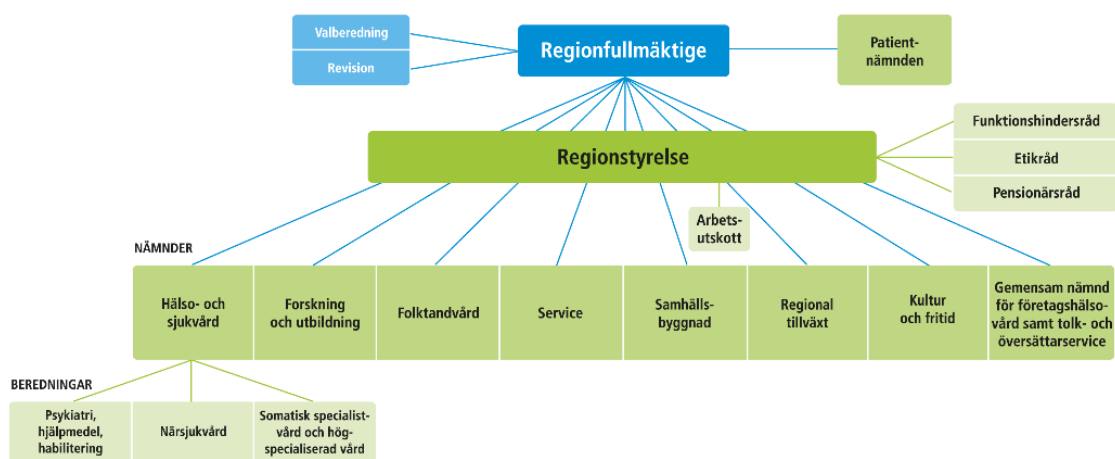 Valberedning
Revision
Regionfullmäktige
Patient-
nämnden
Funktionshindersråd
Etikråd
Pensionärsråd
Regionstyrelse
Arbets-
utskott
NÄMNDER
Hälso- och
sjukvård
Forskning
och utbildning
Folktandvård
Service
Samhälls-
byggnad
Regional
tillväxt
Kultur
och fritid
Gemensam nämnd
för företagshälso-
vård samt tolk- och
översättarservice
BEREDNINGAR
Psykiatri,
hjälpmedel,
habilitering
Närsjukvård
Somatisk specialist-
vård och hög-
specialiserad vård